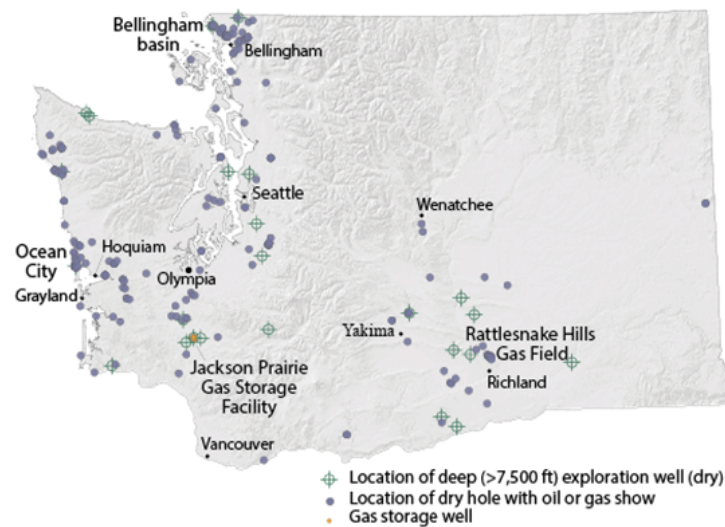 Bellingham
basin
Bellingham
Seattle
Wenatchee
Ocean
City
Hoquiam
Grayland
Olympia
Yakima
Rattlesnake Hills
Gas Field
Richland
Jackson Prairie
Gas Storage
Facility
Vancouver
Location of deep (>7,500 ft) exploration well (dry)
Location of dry hole with oil or gas show
Gas storage well